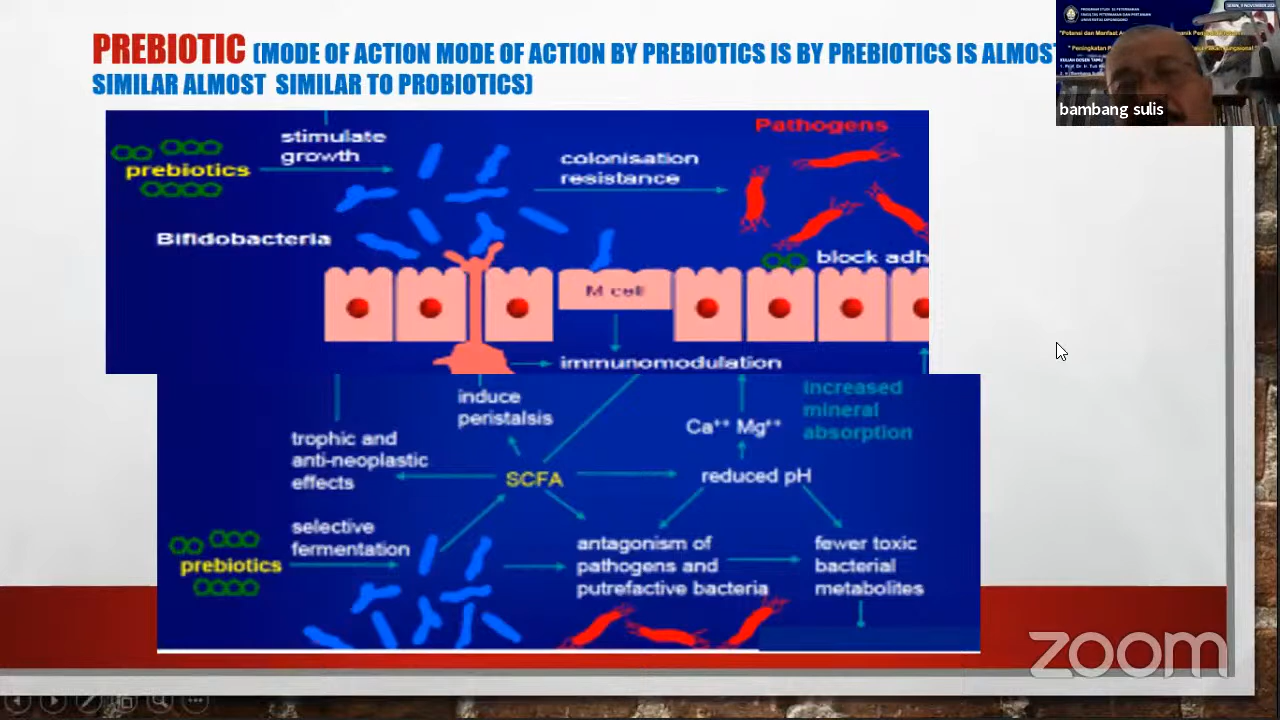 PREBIOTIC (MODE OF ACTION MODE OF ACTION BY PREBIOTICS IS BY PREBIOTICS IS ALMOS
SIMILAR ALMOST SIMILAR TO PROBIOTICS)
bambang sulis
Pathogens
stimulate
growth
prebiotics
colonisation
resistance
Bifidobacteria
block adh
M cell
immunomodulation
induce
peristalsis
increased
mineral
absorption
Ca++ Mg++
trophic and
anti-neoplastic
effects
SCFA
reduced pH
selective
fermentation
prebiotics
antagonism of
pathogens and
putrefactive bacteria
fewer toxic
bacterial
metabolites
zoom